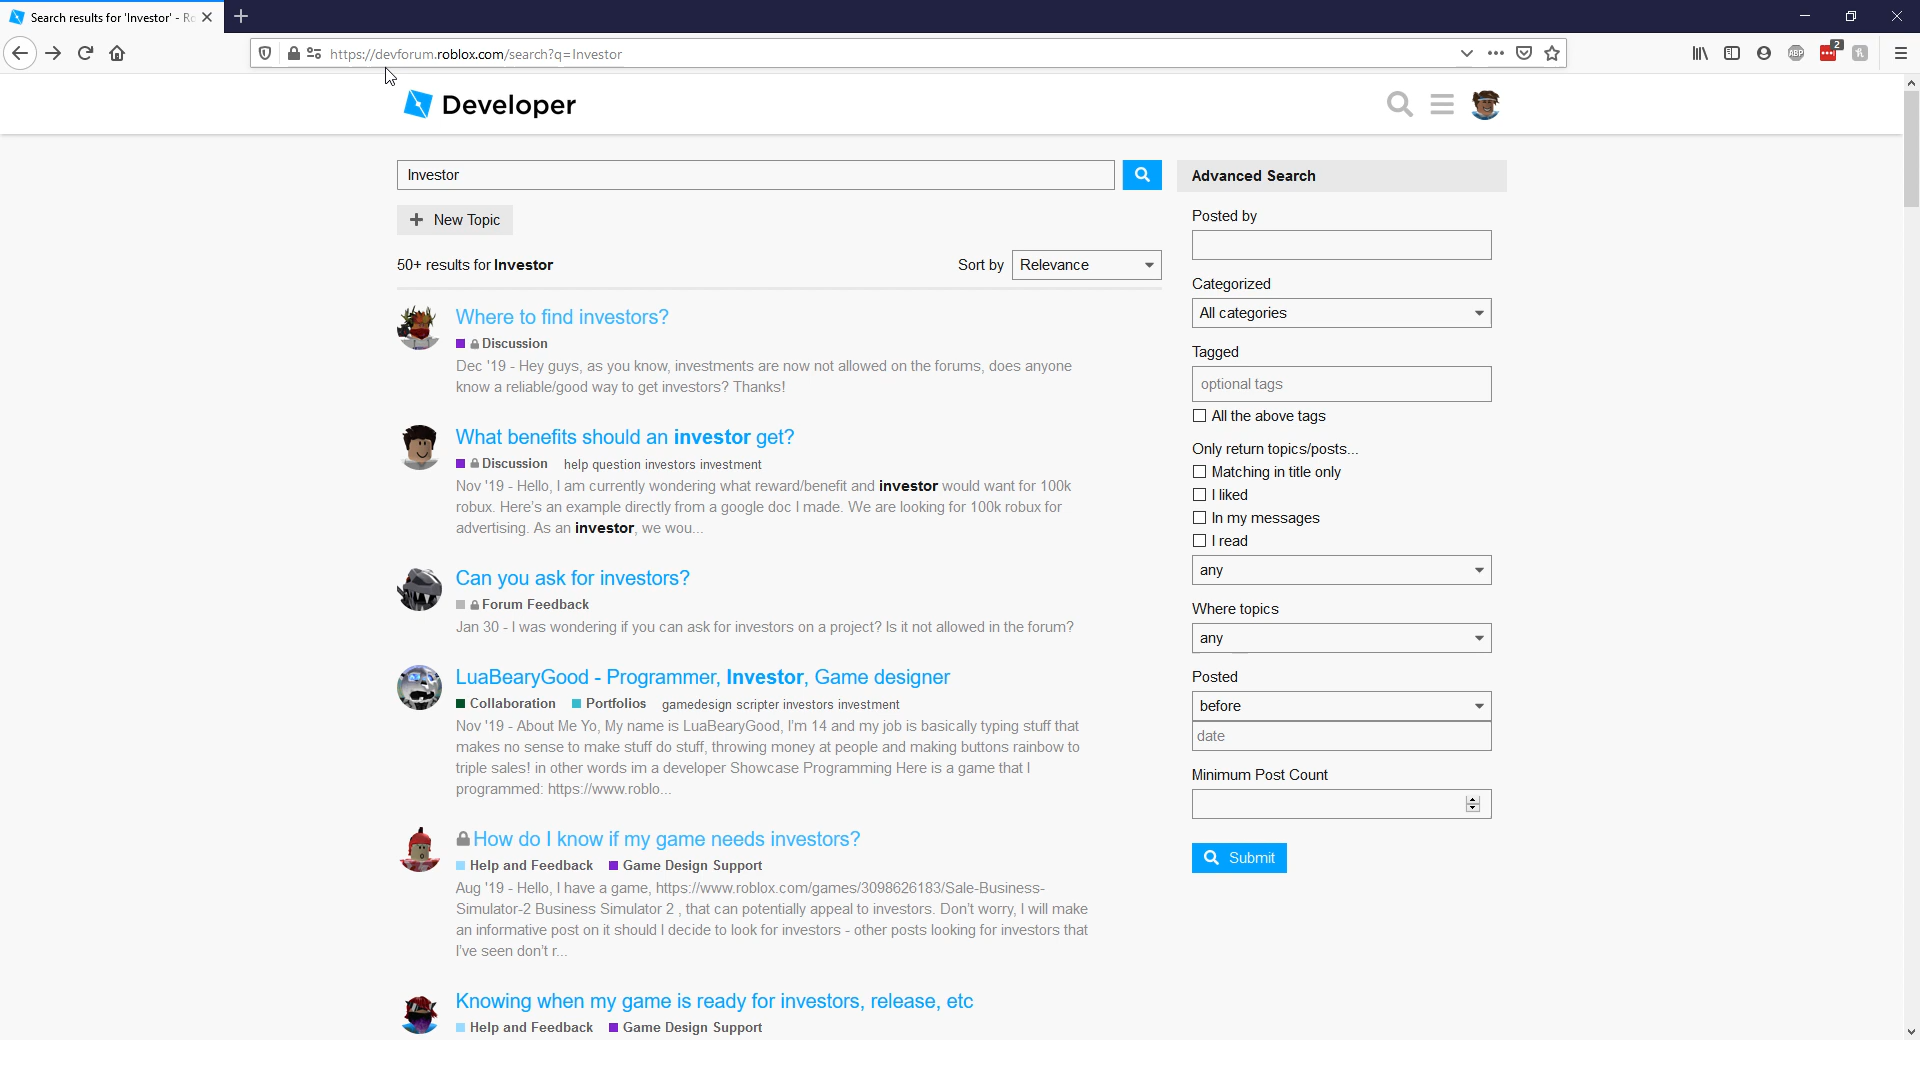 Search results for 'Investor' - Ro
https://devforum.roblox.com/search?q=Investor
ABP
2
Developer
Investor
New Topic
50+ results for Investor
Sort by
Relevance
Where to find investors?
Discussion
Dec '19 - Hey guys, as you know, investments are now not allowed on the forums, does anyone
know a reliable/good way to get investors? Thanks!
What benefits should an investor get?
Discussion help question investors investment
Nov '19 - Hello, I am currently wondering what reward/benefit and investor would want for 100k
robux. Here's an example directly from a google doc I made. We are looking for 100k robux for
advertising. As an investor, we wou...
Can you ask for investors?
Forum Feedback
Jan 30 - I was wondering if you can ask for investors on a project? Is it not allowed in the forum?
LuaBearyGood - Programmer, Investor, Game designer
Collaboration Portfolios gamedesign scripter investors investment
Nov '19 - About Me Yo, My name is LuaBearyGood, I'm 14 and my job is basically typing stuff that
makes no sense to make stuff do stuff, throwing money at people and making buttons rainbow to
triple sales! in other words im a developer Showcase Programming Here is a game that I
programmed: https://www.roblo...
How do I know if my game needs investors?
Help and Feedback Game Design Support
Aug '19 - Hello, I have a game, https://www.roblox.com/games/3098626183/Sale-Business-
Simulator-2 Business Simulator 2 , that can potentially appeal to investors. Don't worry, I will make
an informative post on it should I decide to look for investors - other posts looking for investors that
I've seen don't r...
Knowing when my game is ready for investors, release, etc
Help and Feedback Game Design Support
Advanced Search
Posted by
Categorized
All categories
Tagged
optional tags
All the above tags
Only return topics/posts...
Matching in title only
I liked
In my messages
I read
any
Where topics
any
Posted
before
date
Minimum Post Count
Submit